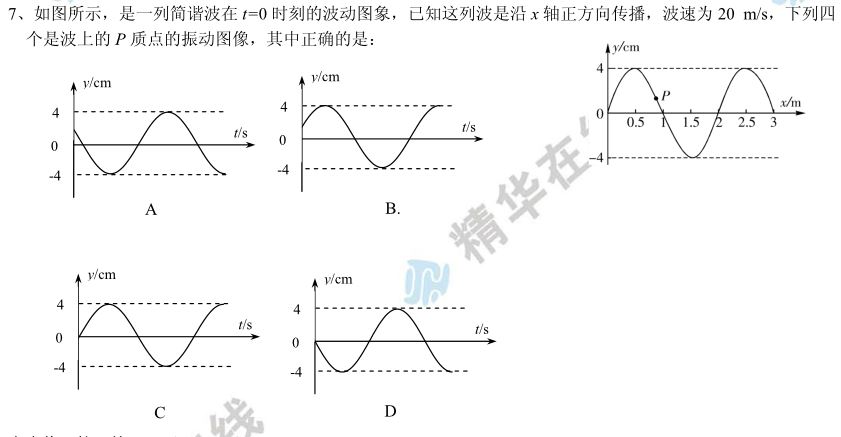 7、如图所示，是一列简谐波在 t=0 时刻的波动图象，已知这列波是沿 x 轴正方向传播，波速为 20 m/s，下列四
个是波上的 P 质点的振动图像，其中正确的是：
y/cm
4
P
x/m
0
0.5 1 1.5 2 2.5 3
-4
y/cm
4
t/s
0
-4
A
y/cm
4
t/s
0
-4
B.
y/cm
4
t/s
0
-4
C
y/cm
4
t/s
0
-4
D
精华在
线